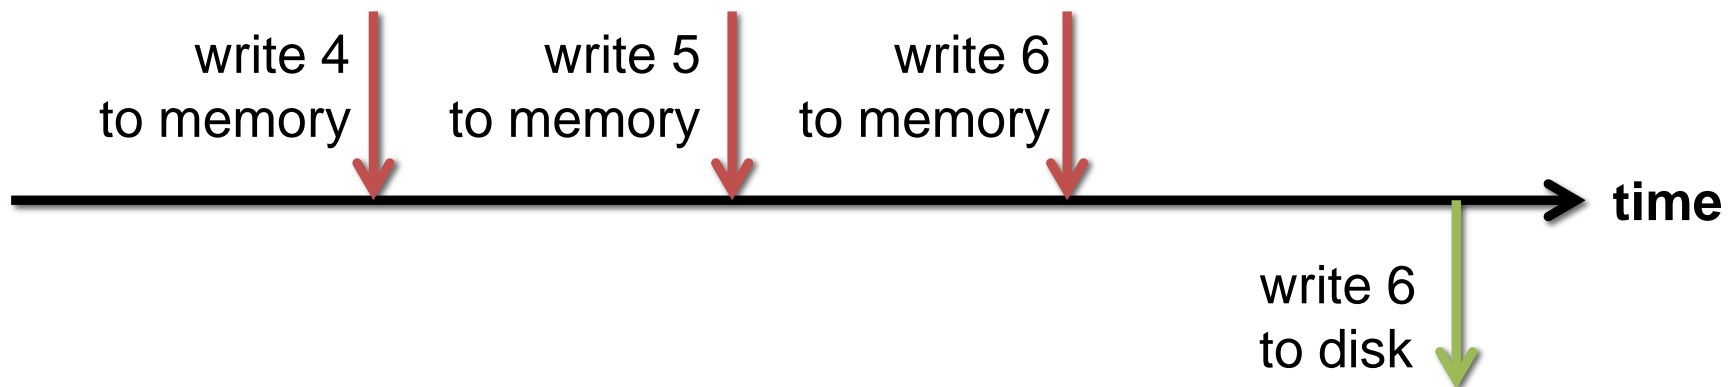 write 4
to memory
write 5
to memory
write 6
to memory
time
write 6
to disk